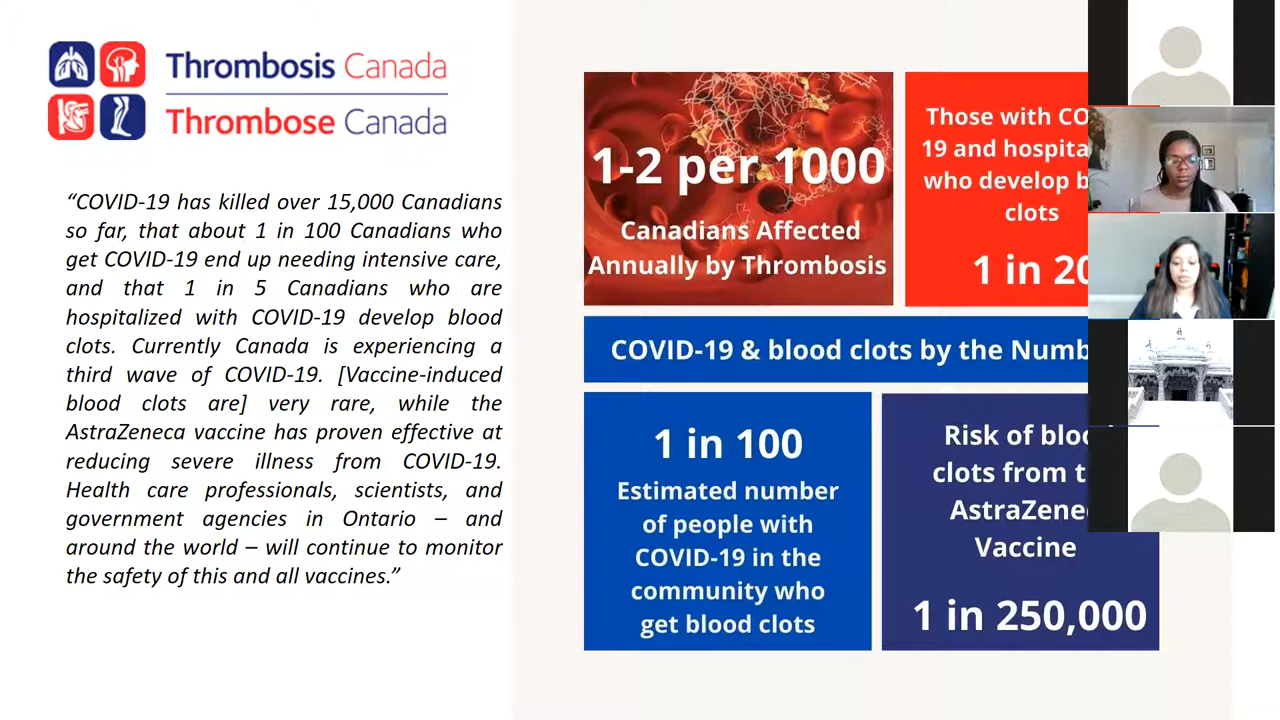 Thrombosis Canada
Thrombose Canada
“COVID-19 has killed over 15,000 Canadians
so far, that about 1 in 100 Canadians who
get COVID-19 end up needing intensive care,
and that 1 in 5 Canadians who are
hospitalized with COVID-19 develop blood
clots. Currently Canada is experiencing a
third wave of COVID-19. [Vaccine-induced
blood clots are] very rare, while the
AstraZeneca vaccine has proven effective at
reducing severe illness from COVID-19.
Health care professionals, scientists, and
government agencies in Ontario – and
around the world – will continue to monitor
the safety of this and all vaccines.”
1-2 per 1000
Canadians Affected
Annually by Thrombosis
Those with
19 and
who develop
clots
1 in
COVID-19 & blood clots by the
1 in 100
Estimated number
of people with
COVID-19 in the
community who
get blood clots
Risk of
clots from
Vaccine
1 in 250,000